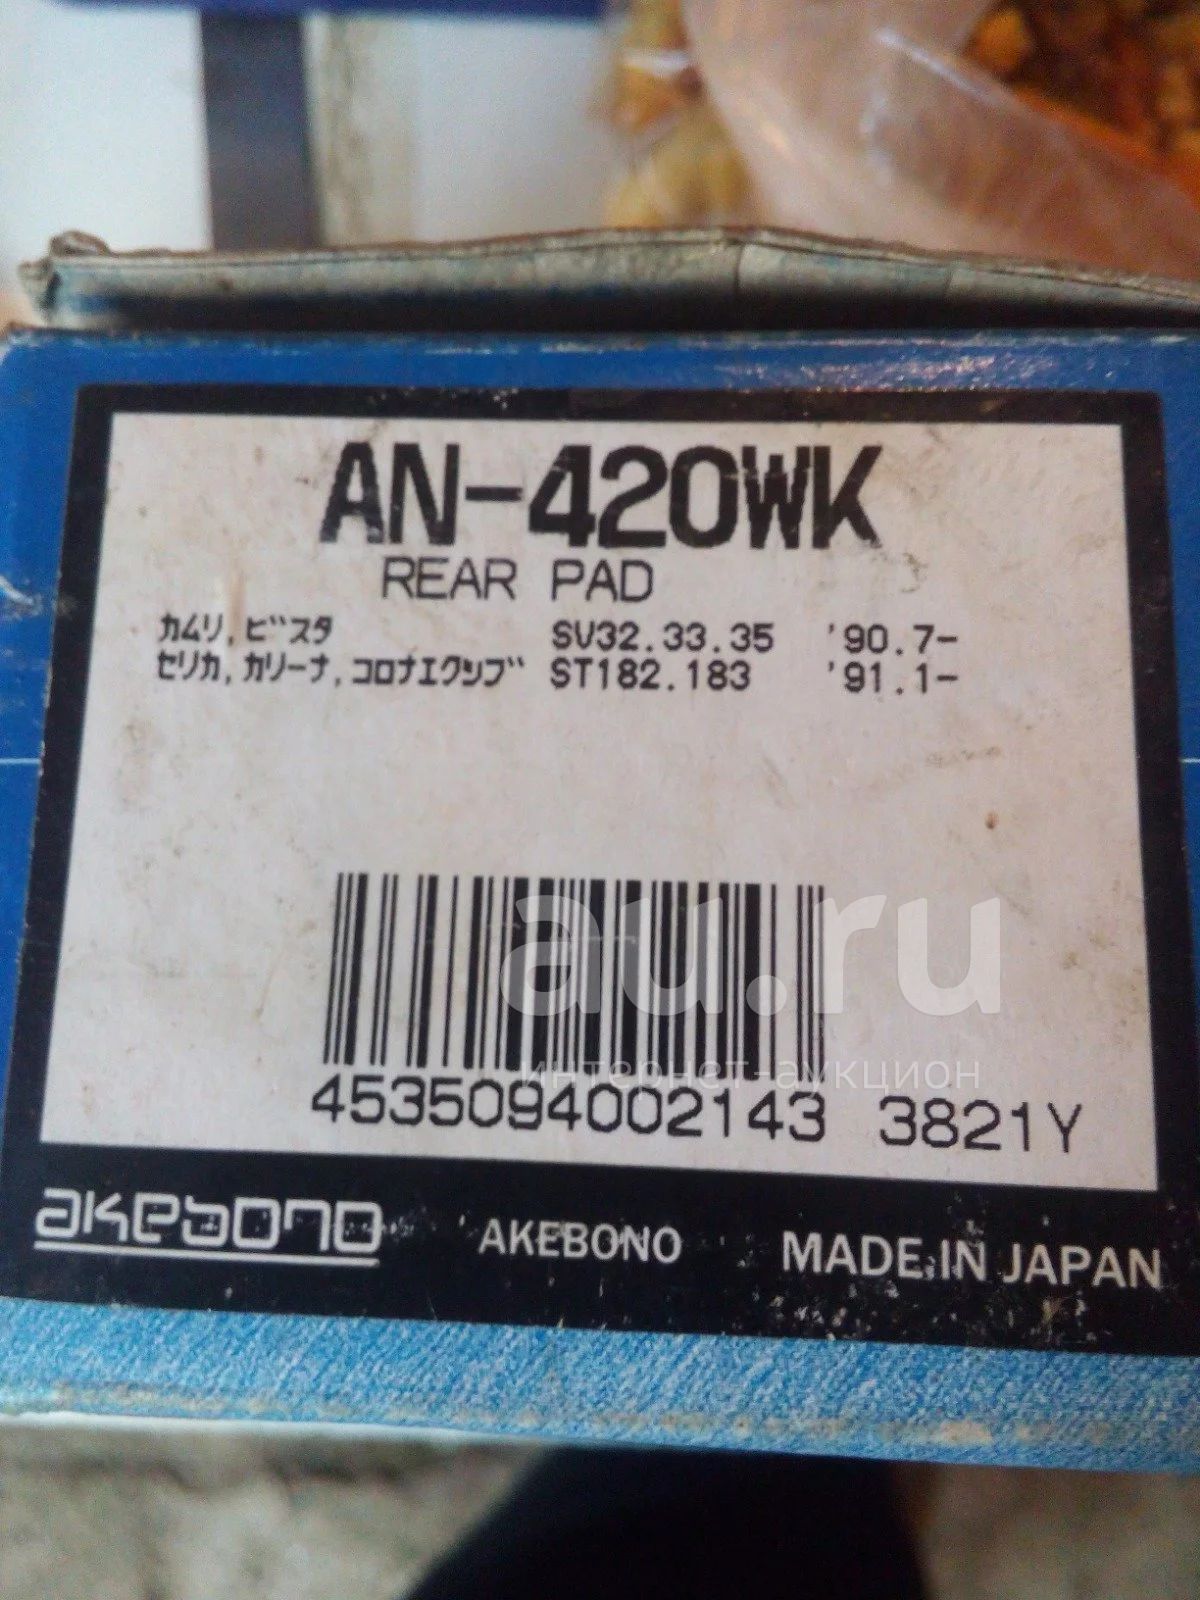 AN-420WK
REAR PAD
カムリ,ビスタ SV32.33.35 '90.7-
セリカ,カリーナ,コロナエクシブ ST182.183 '91.1-
au.ru
интернет-аукцион
4535094002143 3821Y
akebono AKEBONO MADE IN JAPAN